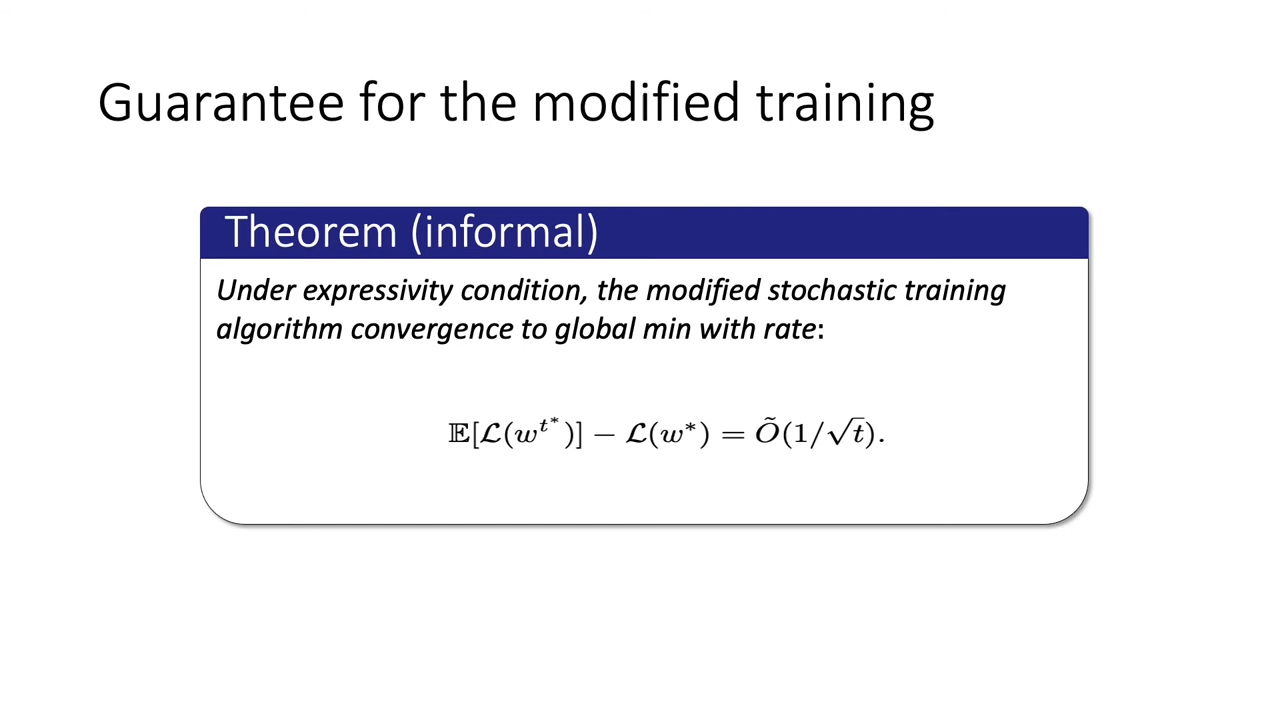 Guarantee for the modified training
Theorem (informal)
Under expressivity condition, the modified stochastic training
algorithm convergence to global min with rate:
𝔼[ℒ(w^{t^*})] − ℒ(w^*) = Õ(1/√t).